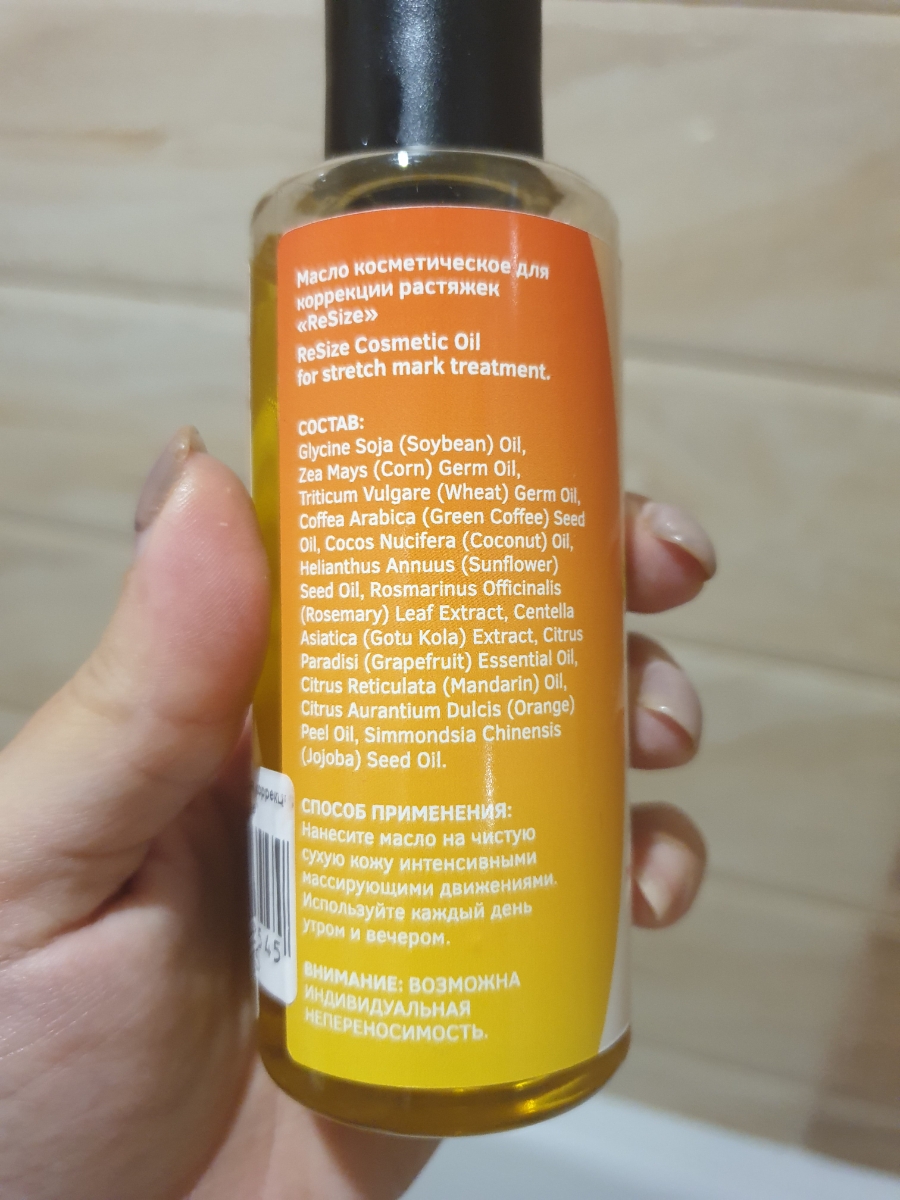 Масло косметическое для
коррекции растяжек
«ReSize»
ReSize Cosmetic Oil
for stretch mark treatment.
СОСТАВ:
Glycine Soja (Soybean) Oil,
Zea Mays (Corn) Germ Oil,
Triticum Vulgare (Wheat) Germ Oil,
Coffea Arabica (Green Coffee) Seed
Oil, Cocos Nucifera (Coconut) Oil,
Helianthus Annuus (Sunflower)
Seed Oil, Rosmarinus Officinalis
(Rosemary) Leaf Extract, Centella
Asiatica (Gotu Kola) Extract, Citrus
Paradisi (Grapefruit) Essential Oil,
Citrus Reticulata (Mandarin) Oil,
Citrus Aurantium Dulcis (Orange)
Peel Oil, Simmondsia Chinensis
(Jojoba) Seed Oil.
СПОСОБ ПРИМЕНЕНИЯ:
Нанесите масло на чистую
сухую кожу интенсивными
массирующими движениями.
Используйте каждый день
утром и вечером.
ВНИМАНИЕ: ВОЗМОЖНА
ИНДИВИДУАЛЬНАЯ
НЕПЕРЕНОСИМОСТЬ.